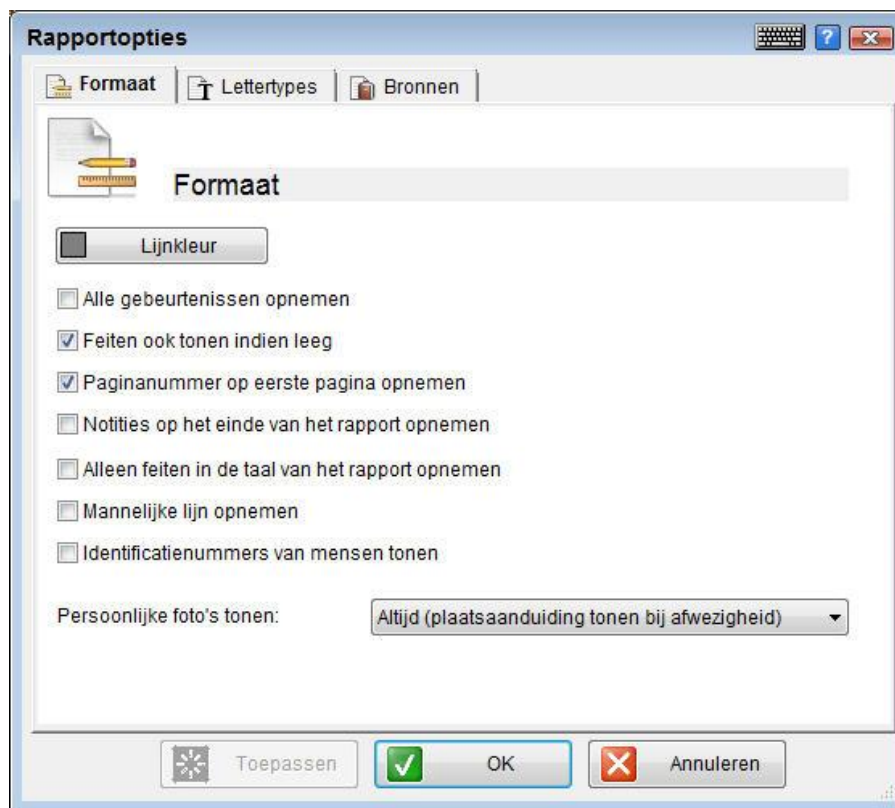 Rapportopties
Formaat Lettertypes Bronnen
Formaat
Lijnkleur
Alle gebeurtenissen opnemen
Feiten ook tonen indien leeg
Paginanummer op eerste pagina opnemen
Notities op het einde van het rapport opnemen
Alleen feiten in de taal van het rapport opnemen
Mannelijke lijn opnemen
Identificatienummers van mensen tonen
Persoonlijke foto's tonen: Altijd (plaatsaanduiding tonen bij afwezigheid)
Toepassen OK Annuleren